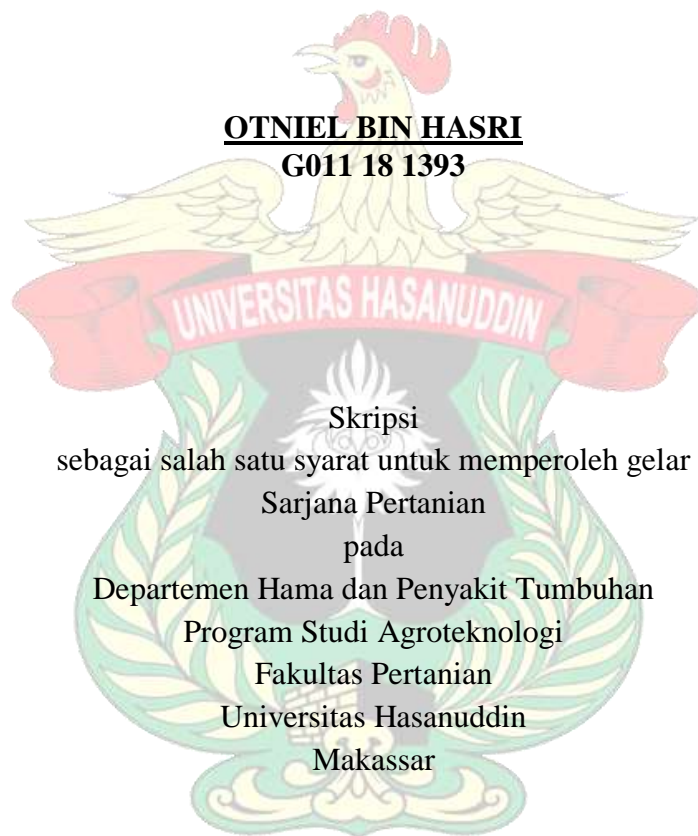 OTNIEL BIN HASRI
G011 18 1393
UNIVERSITAS HASANUDDIN
Skripsi
sebagai salah satu syarat untuk memperoleh gelar
Sarjana Pertanian
pada
Departemen Hama dan Penyakit Tumbuhan
Program Studi Agroteknologi
Fakultas Pertanian
Universitas Hasanuddin
Makassar